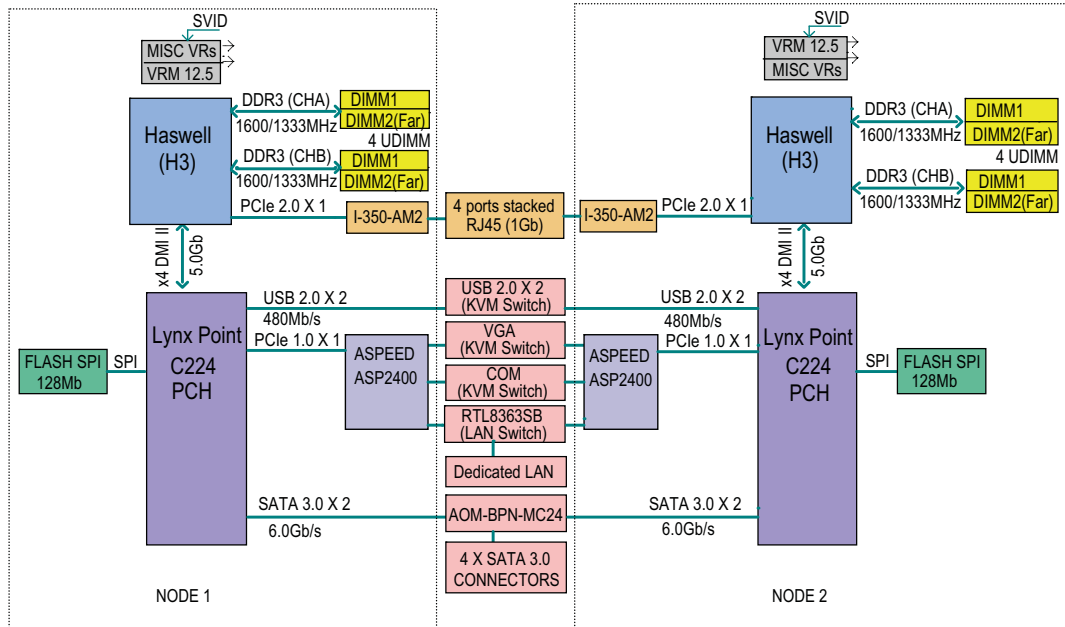 SVID
MISC VRs
VRM 12.5
Haswell
(H3)
DDR3 (CHA)
1600/1333MHz
DIMM1
DIMM2(Far)
4 UDIMM
DDR3 (CHB)
1600/1333MHz
DIMM1
DIMM2(Far)
PCIe 2.0 X 1
I-350-AM2
x4 DMI II
5.0Gb
Lynx Point
C224
PCH
FLASH SPI
128Mb
SPI
USB 2.0 X 2
480Mb/s
PCIe 1.0 X 1
ASPEED
ASP2400
SATA 3.0 X 2
6.0Gb/s
NODE 1
4 ports stacked
RJ45 (1Gb)
USB 2.0 X 2
(KVM Switch)
VGA
(KVM Switch)
COM
(KVM Switch)
RTL8363SB
(LAN Switch)
Dedicated LAN
AOM-BPN-MC24
4 X SATA 3.0
CONNECTORS
SVID
VRM 12.5
MISC VRs
Haswell
(H3)
DDR3 (CHA)
1600/1333MHz
DIMM1
DIMM2(Far)
4 UDIMM
DDR3 (CHB)
1600/1333MHz
DIMM1
DIMM2(Far)
I-350-AM2
PCIe 2.0 X 1
x4 DMI II
5.0Gb
USB 2.0 X 2
480Mb/s
PCIe 1.0 X 1
ASPEED
ASP2400
Lynx Point
C224
PCH
SPI
FLASH SPI
128Mb
SATA 3.0 X 2
6.0Gb/s
NODE 2